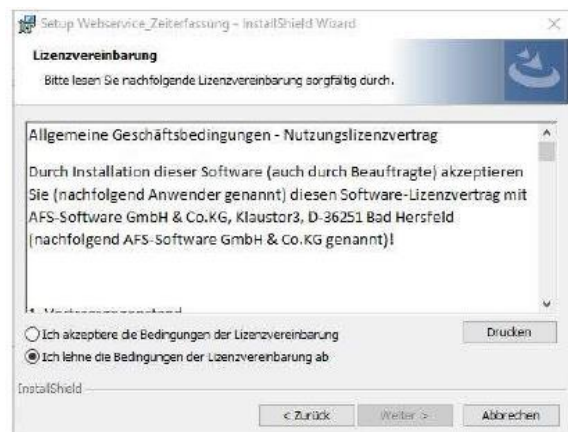 Setup Webservice_Zeiterfassung - InstallShield Wizard
Lizenzvereinbarung
Bitte lesen Sie nachfolgende Lizenzvereinbarung sorgfältig durch.
Allgemeine Geschäftsbedingungen - Nutzungslizenzvertrag
Durch Installation dieser Software (auch durch Beauftragte) akzeptieren
Sie (nachfolgend Anwender genannt) diesen Software-Lizenzvertrag mit
AFS-Software GmbH & Co.KG, Klaustor3, D-36251 Bad Hersfeld
(nachfolgend AFS-Software GmbH & Co.KG genannt)!
1. Vertragsgegenstand
Ich akzeptiere die Bedingungen der Lizenzvereinbarung
Drucken
Ich lehne die Bedingungen der Lizenzvereinbarung ab
InstallShield
< Zurück
Weiter >
Abbrechen